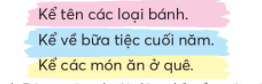 Kể tên các loại bánh.
Kể về bữa tiệc cuối năm.
Kể các món ăn ở quê.